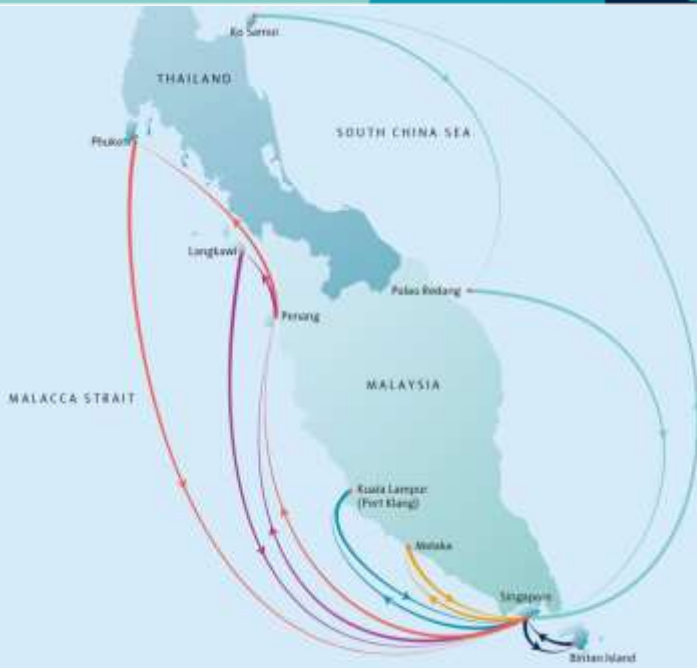 Ko Samui
THAILAND
SOUTH CHINA SEA
Phuket
Langkawi
Pulau Redang
Penang
MALAYSIA
MALACCA STRAIT
Kuala Lampur
(Port Klang)
Melaka
Singapore
Bintan Island